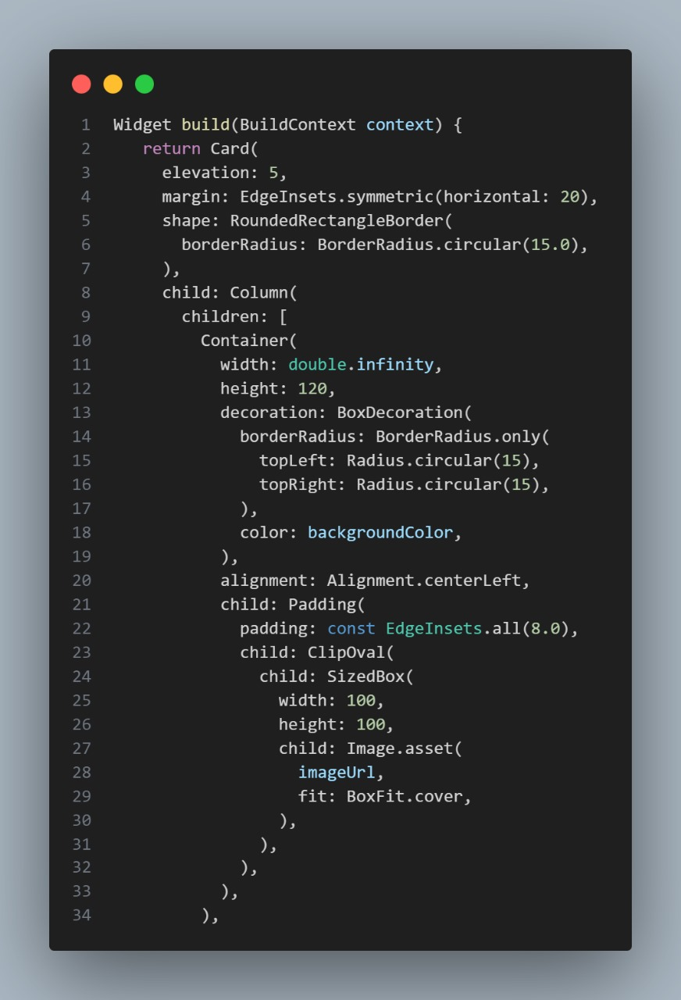 1 Widget build(BuildContext context) {
2    return Card(
3      elevation: 5,
4      margin: EdgeInsets.symmetric(horizontal: 20),
5      shape: RoundedRectangleBorder(
6        borderRadius: BorderRadius.circular(15.0),
7      ),
8      child: Column(
9        children: [
10         Container(
11           width: double.infinity,
12           height: 120,
13           decoration: BoxDecoration(
14             borderRadius: BorderRadius.only(
15               topLeft: Radius.circular(15),
16               topRight: Radius.circular(15),
17             ),
18             color: backgroundColor,
19           ),
20           alignment: Alignment.centerLeft,
21           child: Padding(
22             padding: const EdgeInsets.all(8.0),
23             child: ClipOval(
24               child: SizedBox(
25                 width: 100,
26                 height: 100,
27                 child: Image.asset(
28                   imageUrl,
29                   fit: BoxFit.cover,
30                 ),
31               ),
32             ),
33           ),
34         ),